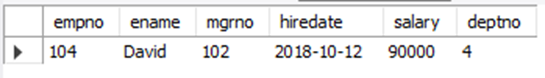 empno ename mgrno hiredate salary deptno
104 David 102 2018-10-12 90000 4